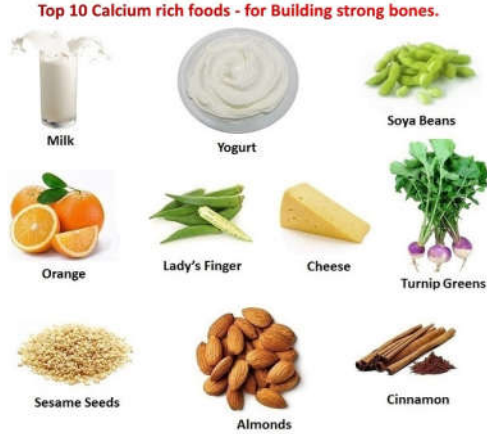 Top 10 Calcium rich foods - for Building strong bones.
Milk
Yogurt
Soya Beans
Orange
Lady's Finger
Cheese
Turnip Greens
Sesame Seeds
Almonds
Cinnamon